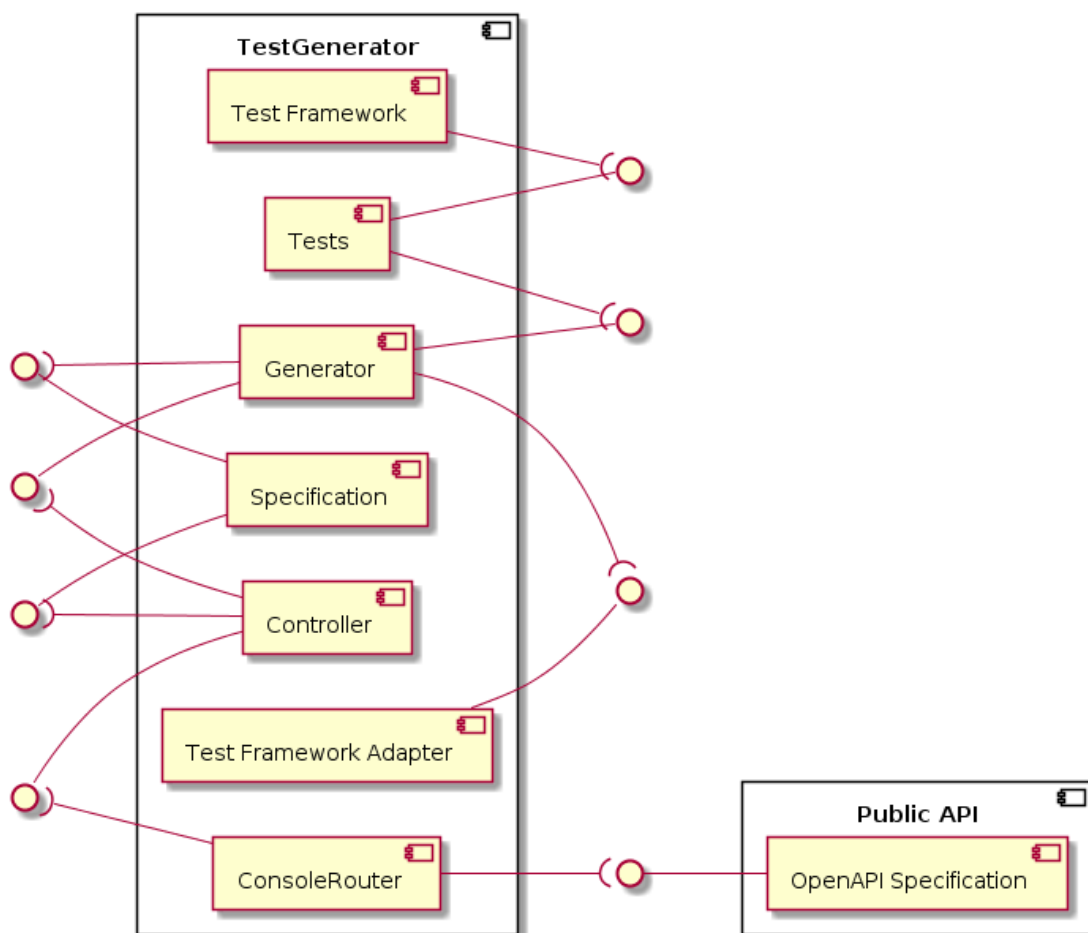 TestGenerator
Test Framework
Tests
Generator
Specification
Controller
Test Framework Adapter
Public API
ConsoleRouter
OpenAPI Specification